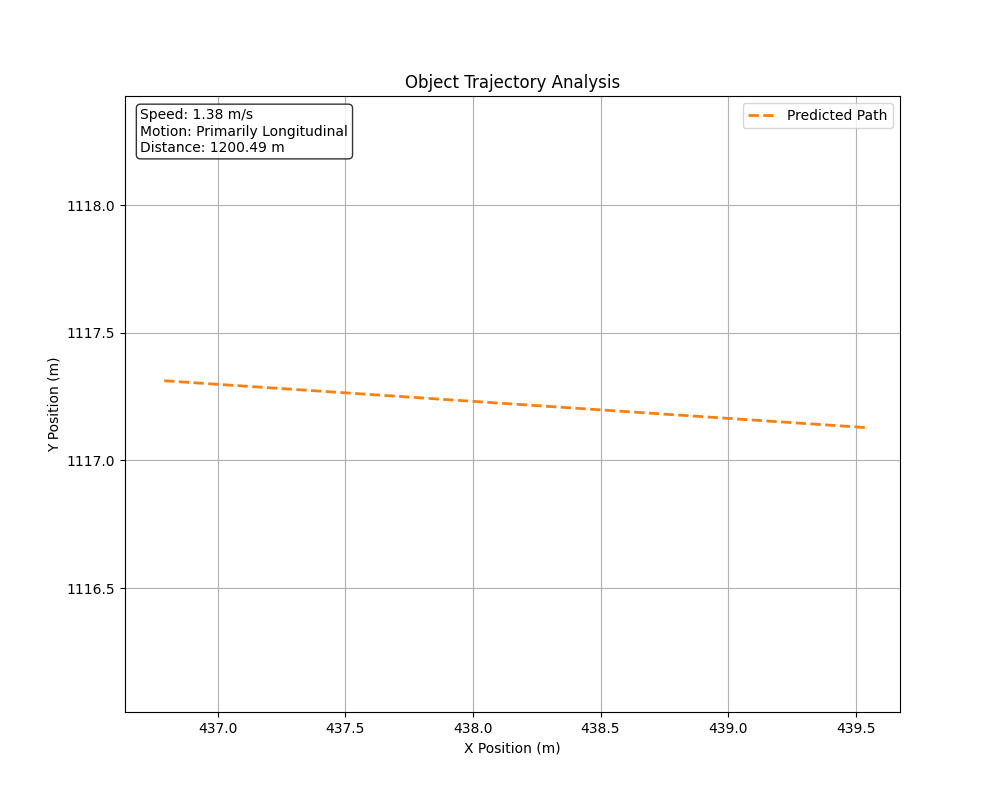 Object Trajectory Analysis
Speed: 1.38 m/s
Motion: Primarily Longitudinal
Distance: 1200.49 m
Predicted Path
1118.0
1117.5
1117.0
1116.5
Y Position (m)
437.0 437.5 438.0 438.5 439.0 439.5
X Position (m)